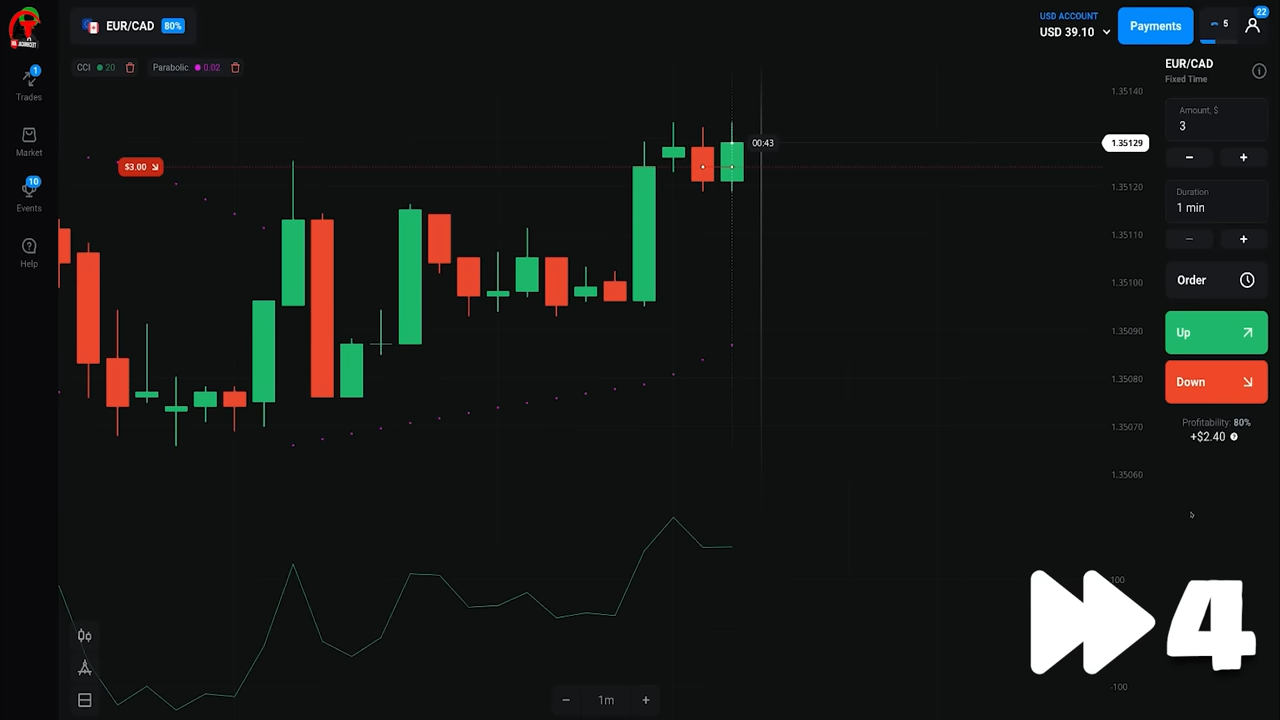 EUR/CAD 80%
USD ACCOUNT
USD 39.10
Payments
5
22
CCI 20
Parabolic 0.02
1
Trades
Market
10
Events
Help
$3.00
00:43
1.35140
1.35129
1.35120
1.35110
1.35100
1.35090
1.35080
1.35070
1.35060
100
-100
EUR/CAD
Fixed Time
Amount, $
3
Duration
1 min
Order
Up
Down
Profitability: 80%
+$2.40
1m
4